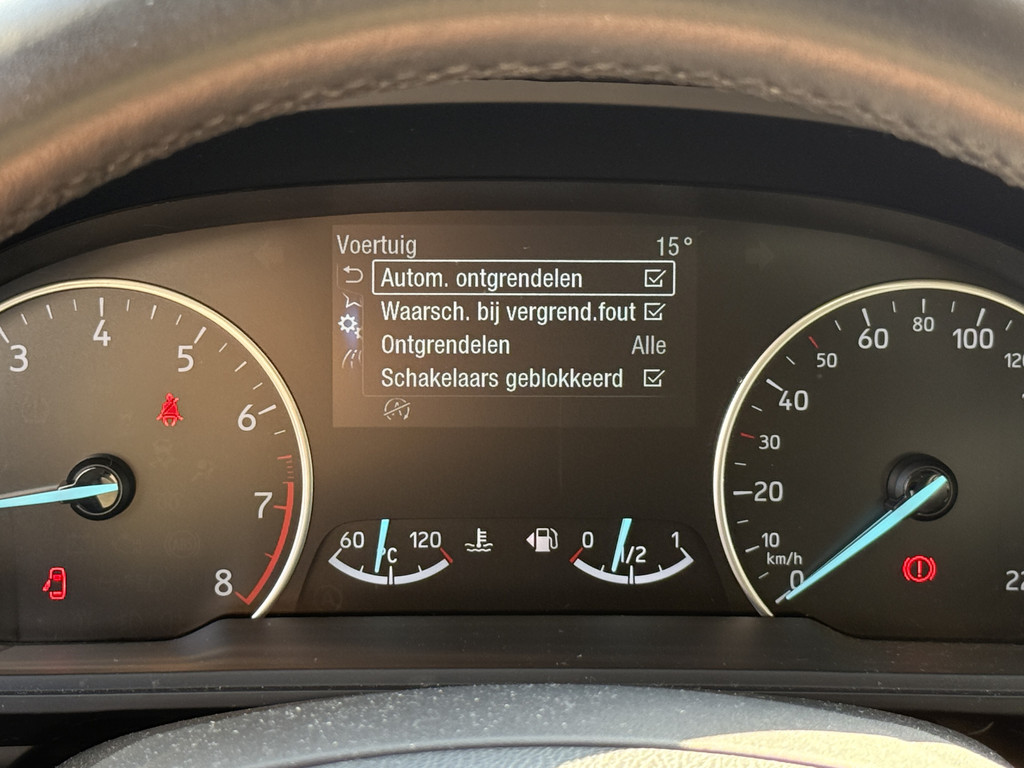 Voertuig 15°
Autom. ontgrendelen
Waarsch. bij vergrend.fout
Ontgrendelen Alle
Schakelaars geblokkeerd
3 4 5 6 7 8
60 120
°C
0 1/2 1
0 10 20 30 40 50 60 80 100
km/h